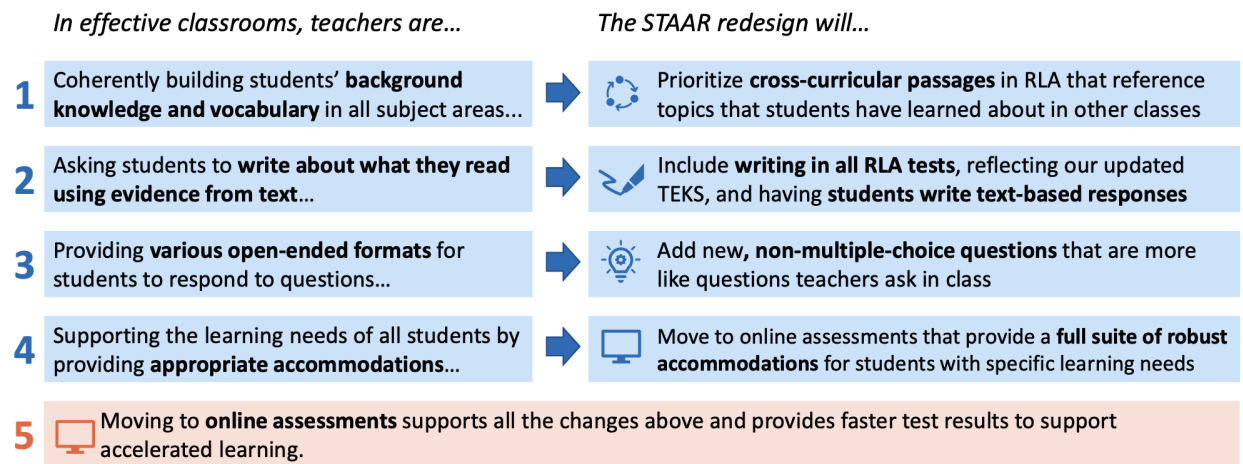 In effective classrooms, teachers are...
The STAAR redesign will...
1
Coherently building students' background
knowledge and vocabulary in all subject areas...
Prioritize cross-curricular passages in RLA that reference
topics that students have learned about in other classes
2
Asking students to write about what they read
using evidence from text...
Include writing in all RLA tests, reflecting our updated
TEKS, and having students write text-based responses
3
Providing various open-ended formats for
students to respond to questions...
Add new, non-multiple-choice questions that are more
like questions teachers ask in class
4
Supporting the learning needs of all students by
providing appropriate accommodations...
Move to online assessments that provide a full suite of robust
accommodations for students with specific learning needs
5
Moving to online assessments supports all the changes above and provides faster test results to support
accelerated learning.